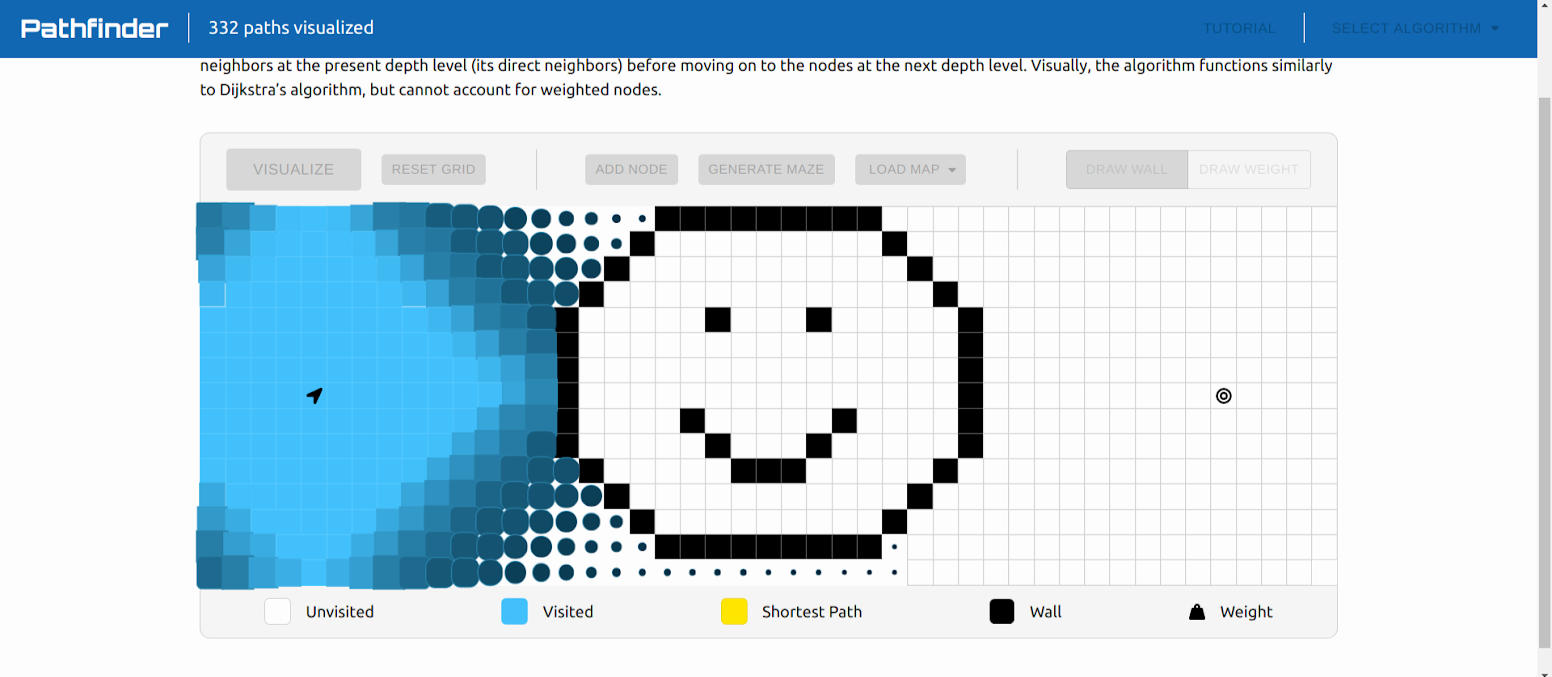 Pathfinder
332 paths visualized
TUTORIAL
SELECT ALGORITHM
neighbors at the present depth level (its direct neighbors) before moving on to the nodes at the next depth level. Visually, the algorithm functions similarly
to Dijkstra’s algorithm, but cannot account for weighted nodes.
VISUALIZE
RESET GRID
ADD NODE
GENERATE MAZE
LOAD MAP
DRAW WALL
DRAW WEIGHT
Unvisited
Visited
Shortest Path
Wall
Weight